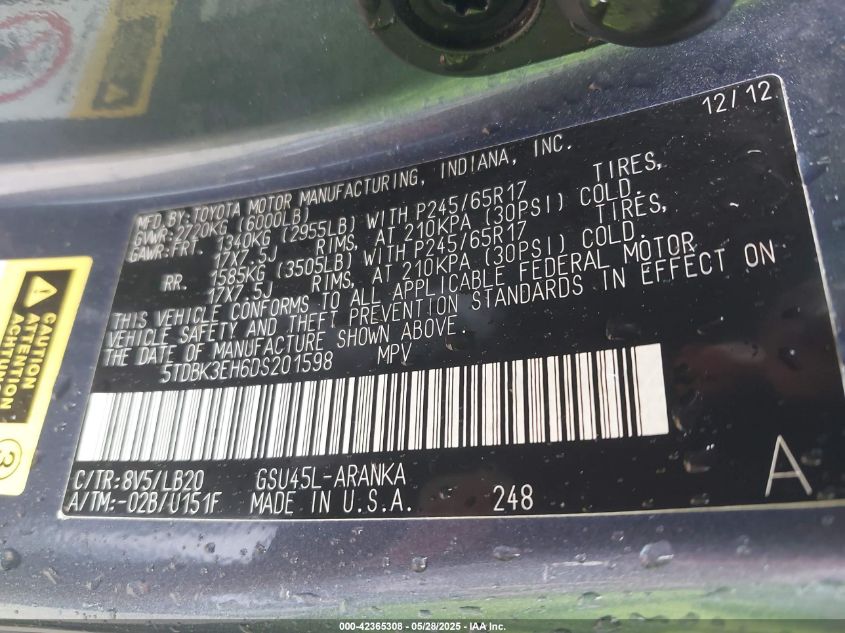 12/12
MFD. BY: TOYOTA MOTOR MANUFACTURING, INDIANA, INC.
GVWR: 2720KG (6000LB)
GAWR: FRT. 1340KG (2955LB) WITH P245/65R17 TIRES,
17X7.5J RIMS, AT 210KPA (30PSI) COLD.
RR. 1585KG (3505LB) WITH P245/65R17 TIRES,
17X7.5J RIMS, AT 210KPA (30PSI) COLD.
THIS VEHICLE CONFORMS TO ALL APPLICABLE FEDERAL MOTOR
VEHICLE SAFETY AND THEFT PREVENTION STANDARDS IN EFFECT ON
THE DATE OF MANUFACTURE SHOWN ABOVE.
5TDBK3EH6DS201598 MPV
C/TR: 8V5/LB20 GSU45L-ARANKA
A/TM:-02B/U151F MADE IN U.S.A. 248
A
CAUTION
ATTENTION
ACHTUNG
3
000-42365308 - 05/28/2025 - IAA Inc.